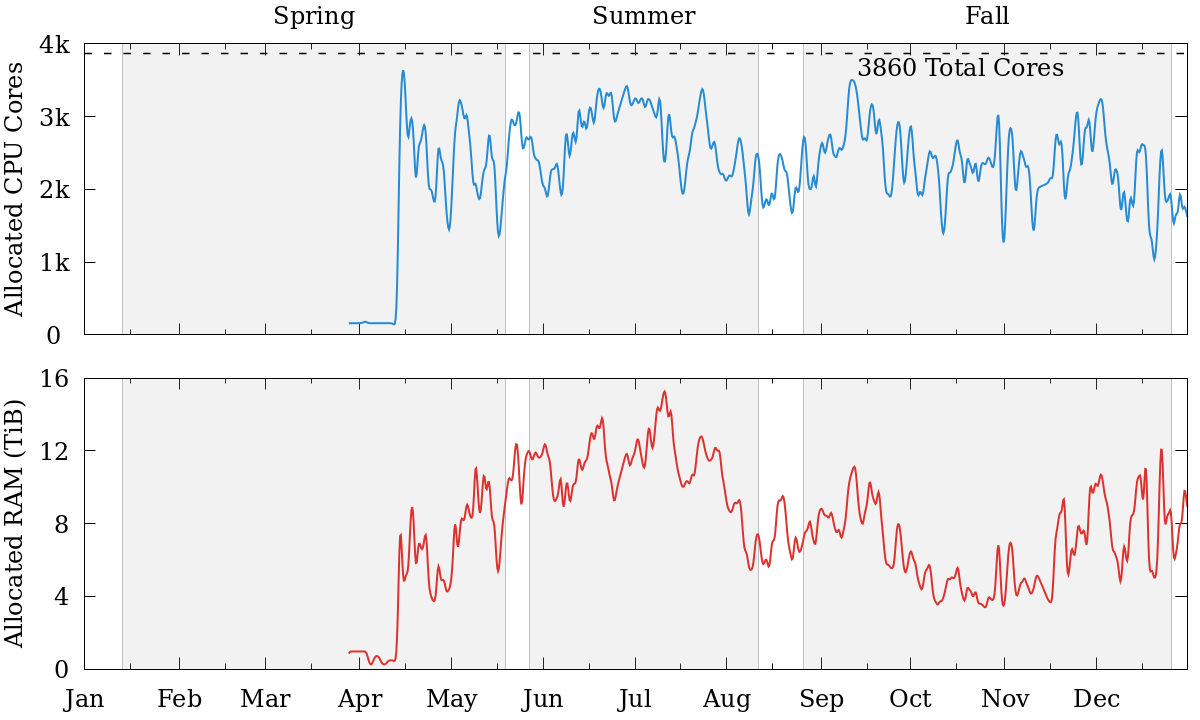 Spring Summer Fall
4k
3860 Total Cores
3k
2k
1k
0
Allocated CPU Cores
16
12
8
4
0
Allocated RAM (TiB)
Jan Feb Mar Apr May Jun Jul Aug Sep Oct Nov Dec